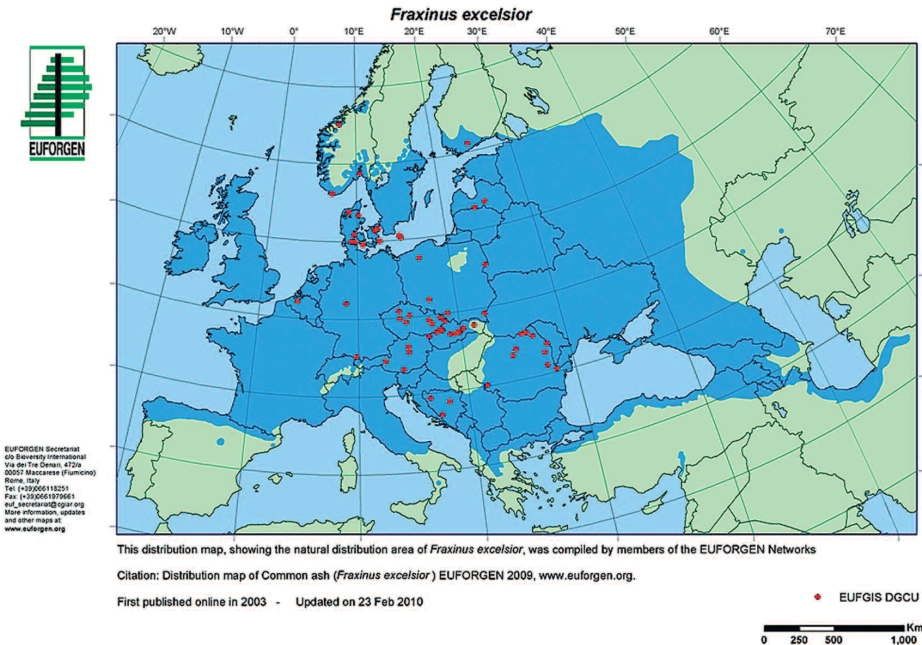 Fraxinus excelsior
20°W 10°W 0° 10°E 20°E 30°E 40°E 50°E 60°E 70°E
EUFORGEN
EUFORGEN Secretariat
c/o Bioversity International
Via dei Tre Denari, 472/a
00057 Maccarese (Fiumicino)
Rome, Italy
Tel. (+39)066118251
Fax: (+39)0661979661
euf_secretariat@cgiar.org
More information, updates
and other maps at:
www.euforgen.org
This distribution map, showing the natural distribution area of Fraxinus excelsior, was compiled by members of the EUFORGEN Networks
Citation: Distribution map of Common ash (Fraxinus excelsior ) EUFORGEN 2009, www.euforgen.org.
First published online in 2003 - Updated on 23 Feb 2010
EUFGIS DGCU
Km
0 250 500 1,000